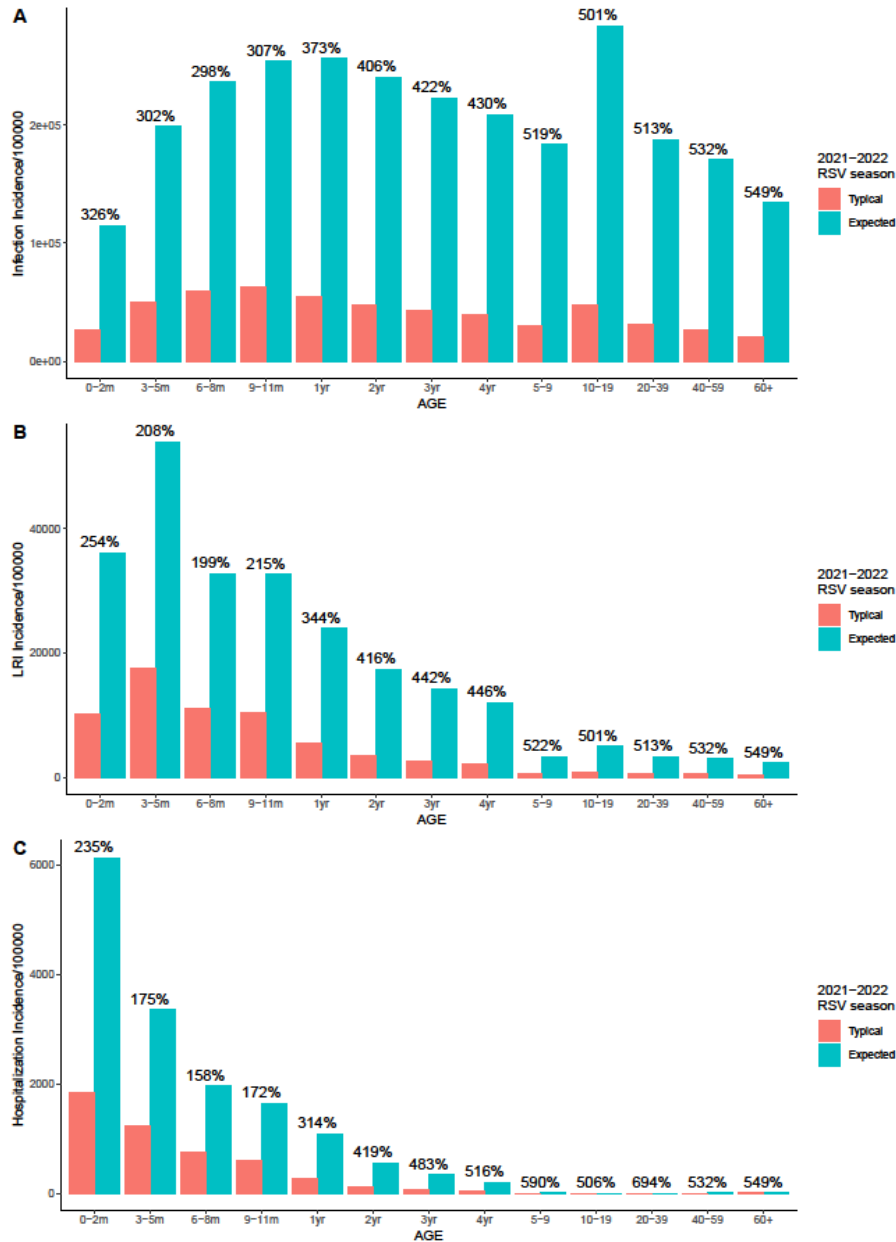 A
Infection Incidence/100000
2e+05
1e+05
0e+00
326%
302%
298%
307%
373%
406%
422%
430%
519%
501%
513%
532%
549%
0−2m 3−5m 6−8m 9−11m 1yr 2yr 3yr 4yr 5−9 10−19 20−39 40−59 60+
AGE
2021−2022
RSV season
Typical
Expected
B
LRI Incidence/100000
40000
20000
0
254%
208%
199%
215%
344%
416%
442%
446%
522%
501%
513%
532%
549%
0−2m 3−5m 6−8m 9−11m 1yr 2yr 3yr 4yr 5−9 10−19 20−39 40−59 60+
AGE
2021−2022
RSV season
Typical
Expected
C
Hospitalization Incidence/100000
6000
4000
2000
0
235%
175%
158%
172%
314%
419%
483%
516%
590%
506%
694%
532%
549%
0−2m 3−5m 6−8m 9−11m 1yr 2yr 3yr 4yr 5−9 10−19 20−39 40−59 60+
AGE
2021−2022
RSV season
Typical
Expected